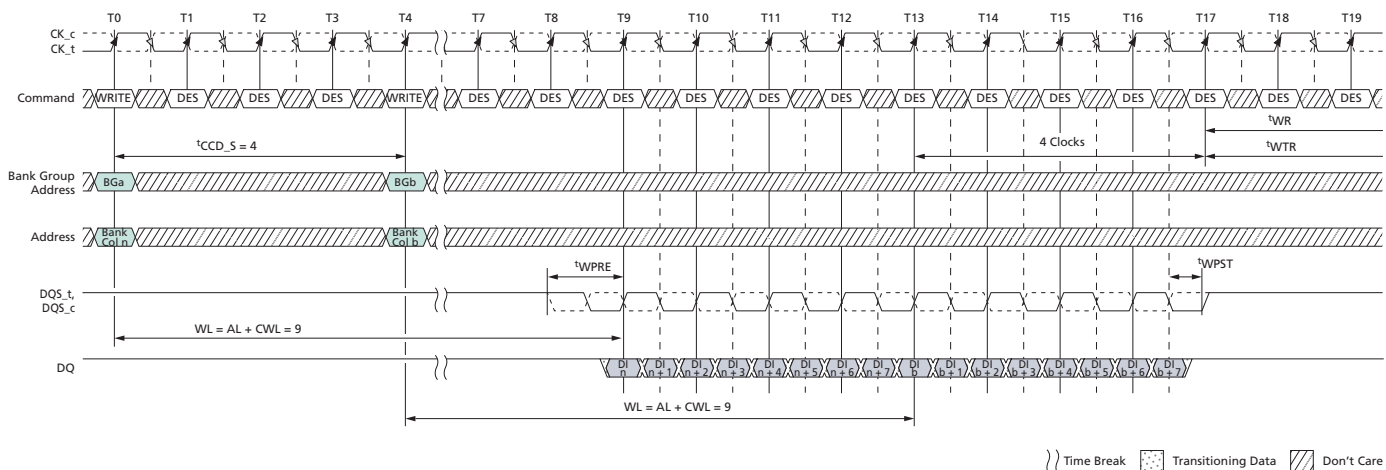 T0 T1 T2 T3 T4 T7 T8 T9 T10 T11 T12 T13 T14 T15 T16 T17 T18 T19
CK_c
CK_t
Command WRITE DES DES DES WRITE DES DES DES DES DES DES DES DES DES DES DES DES DES
tWR
tCCD_S = 4 4 Clocks tWTR
Bank Group
Address BGa BGb
Address Bank
Col n Bank
Col b
tWPRE tWPST
DQS_t,
DQS_c
WL = AL + CWL = 9
DQ DI
n DI
n + 1 DI
n + 2 DI
n + 3 DI
n + 4 DI
n + 5 DI
n + 6 DI
n + 7 DI
b DI
b + 1 DI
b + 2 DI
b + 3 DI
b + 4 DI
b + 5 DI
b + 6 DI
b + 7
WL = AL + CWL = 9
Time Break Transitioning Data Don't Care